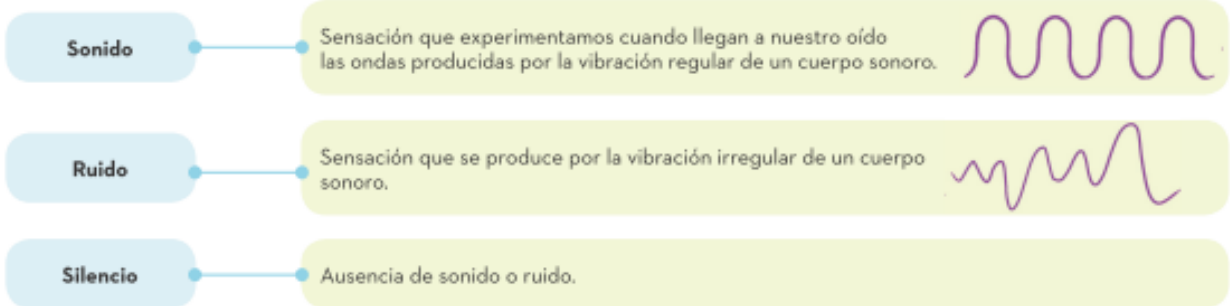 Sonido
Sensación que experimentamos cuando llegan a nuestro oído
las ondas producidas por la vibración regular de un cuerpo sonoro.
Ruido
Sensación que se produce por la vibración irregular de un cuerpo
sonoro.
Silencio
Ausencia de sonido o ruido.